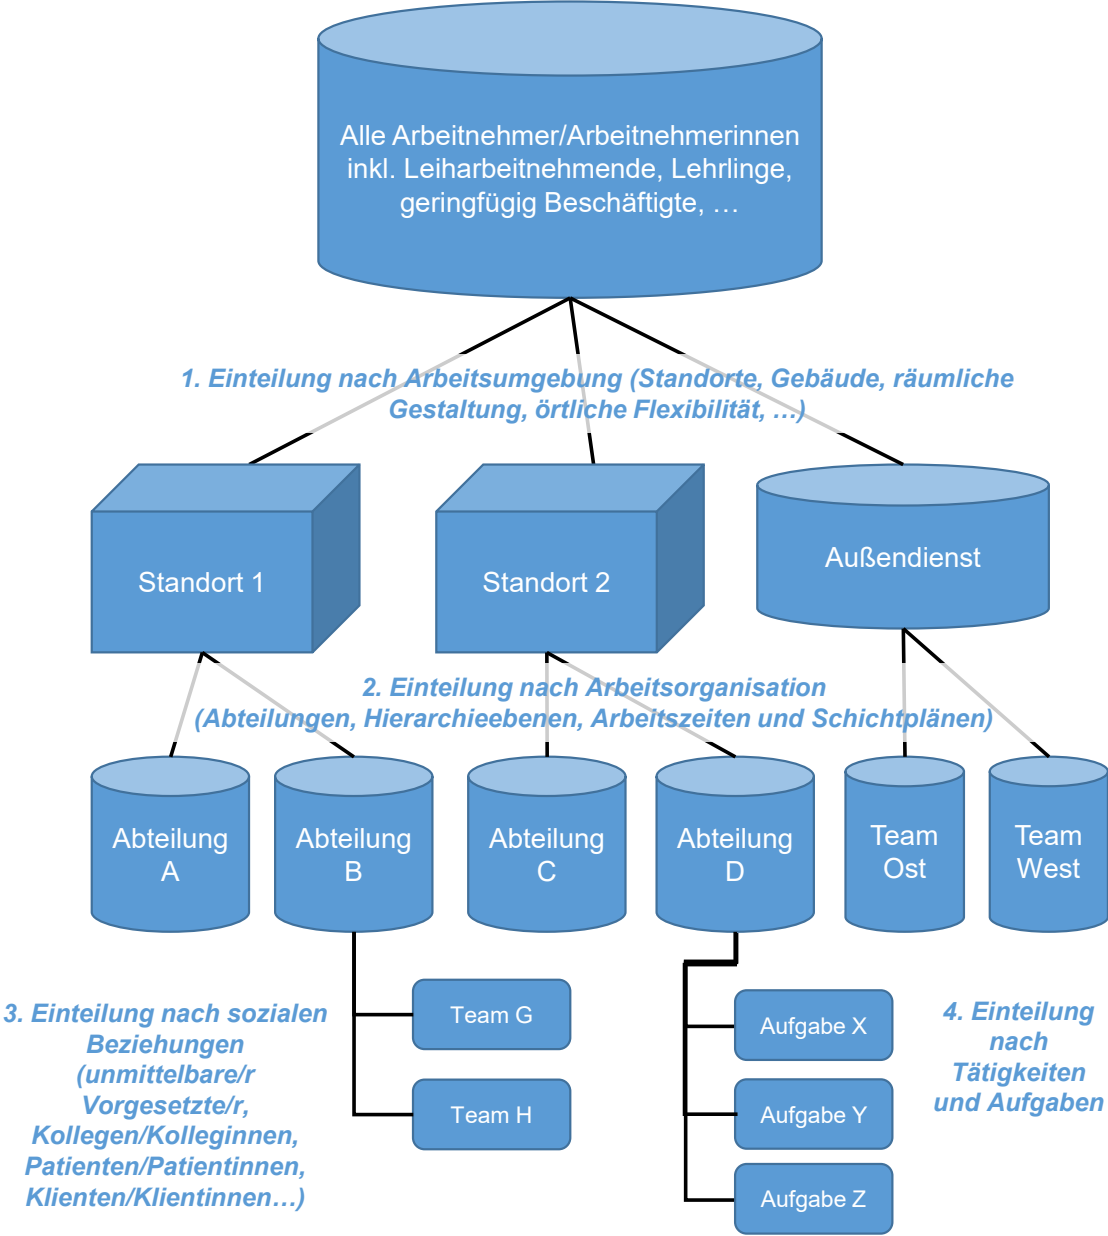 Alle Arbeitnehmer/Arbeitnehmerinnen
inkl. Leiharbeitnehmende, Lehrlinge,
geringfügig Beschäftigte, …
1. Einteilung nach Arbeitsumgebung (Standorte, Gebäude, räumliche
Gestaltung, örtliche Flexibilität, …)
Standort 1
Standort 2
Außendienst
2. Einteilung nach Arbeitsorganisation
(Abteilungen, Hierarchieebenen, Arbeitszeiten und Schichtplänen)
Abteilung
A
Abteilung
B
Abteilung
C
Abteilung
D
Team
Ost
Team
West
3. Einteilung nach sozialen
Beziehungen
(unmittelbare/r
Vorgesetzte/r,
Kollegen/Kolleginnen,
Patienten/Patientinnen,
Klienten/Klientinnen…)
Team G
Team H
Aufgabe X
Aufgabe Y
Aufgabe Z
4. Einteilung
nach
Tätigkeiten
und Aufgaben